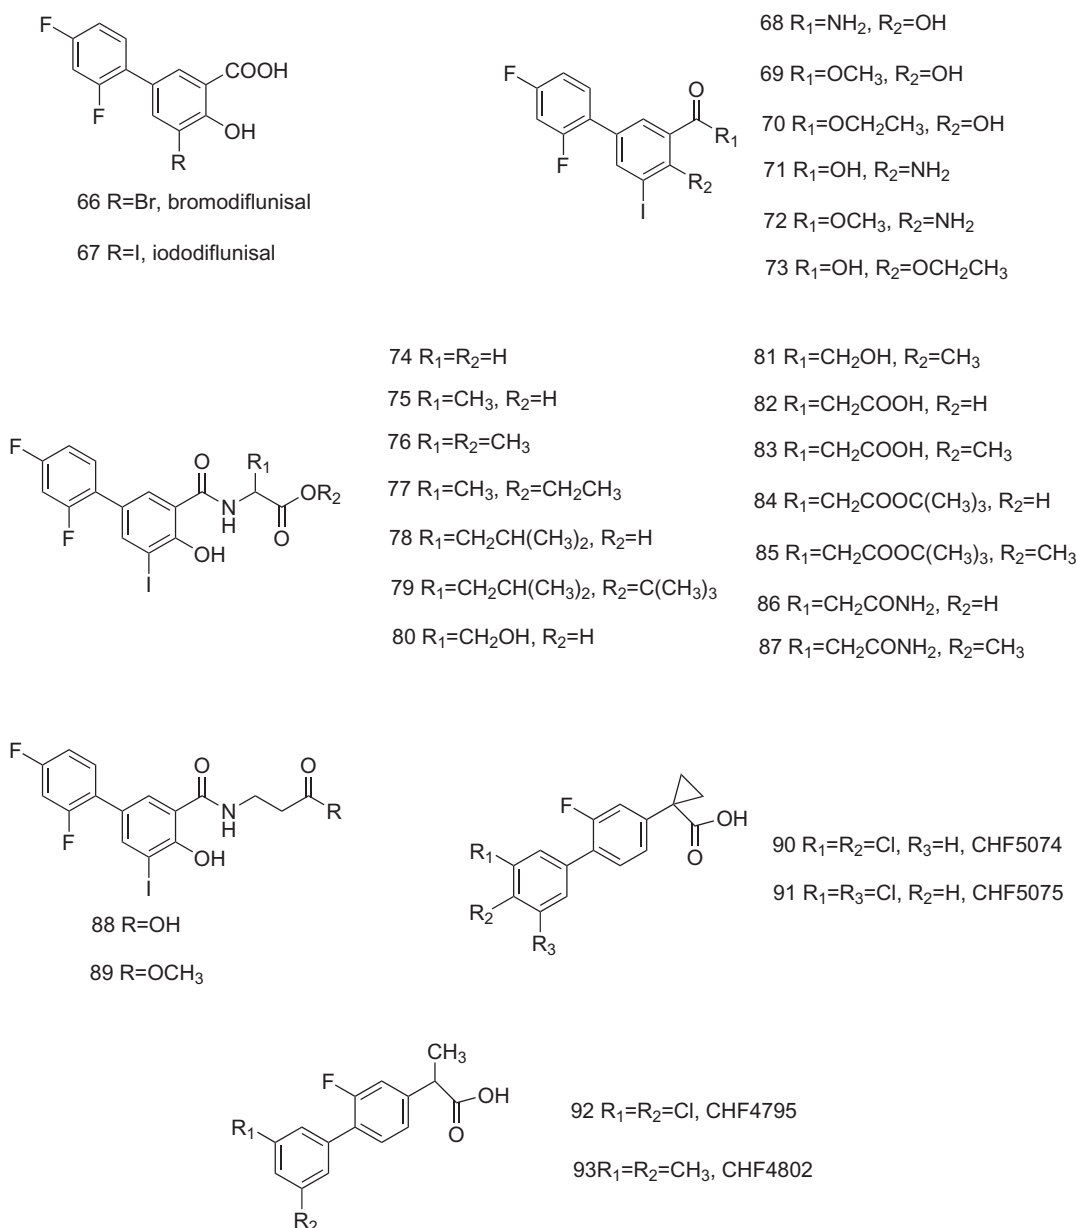 F
COOH
F
OH
R
66 R=Br, bromodiflunisal
67 R=I, iododiflunisal
F
O
R₁
F
R₂
I
68 R₁=NH₂, R₂=OH
69 R₁=OCH₃, R₂=OH
70 R₁=OCH₂CH₃, R₂=OH
71 R₁=OH, R₂=NH₂
72 R₁=OCH₃, R₂=NH₂
73 R₁=OH, R₂=OCH₂CH₃
F
O
R₁
OR₂
N
H
F
OH
O
I
74 R₁=R₂=H
75 R₁=CH₃, R₂=H
76 R₁=R₂=CH₃
77 R₁=CH₃, R₂=CH₂CH₃
78 R₁=CH₂CH(CH₃)₂, R₂=H
79 R₁=CH₂CH(CH₃)₂, R₂=C(CH₃)₃
80 R₁=CH₂OH, R₂=H
81 R₁=CH₂OH, R₂=CH₃
82 R₁=CH₂COOH, R₂=H
83 R₁=CH₂COOH, R₂=CH₃
84 R₁=CH₂COOC(CH₃)₃, R₂=H
85 R₁=CH₂COOC(CH₃)₃, R₂=CH₃
86 R₁=CH₂CONH₂, R₂=H
87 R₁=CH₂CONH₂, R₂=CH₃
F
O
O
N
H
R
F
OH
I
88 R=OH
89 R=OCH₃
F
OH
O
R₁
R₂
R₃
90 R₁=R₂=Cl, R₃=H, CHF5074
91 R₁=R₃=Cl, R₂=H, CHF5075
CH₃
F
OH
O
R₁
R₂
92 R₁=R₂=Cl, CHF4795
93R₁=R₂=CH₃, CHF4802